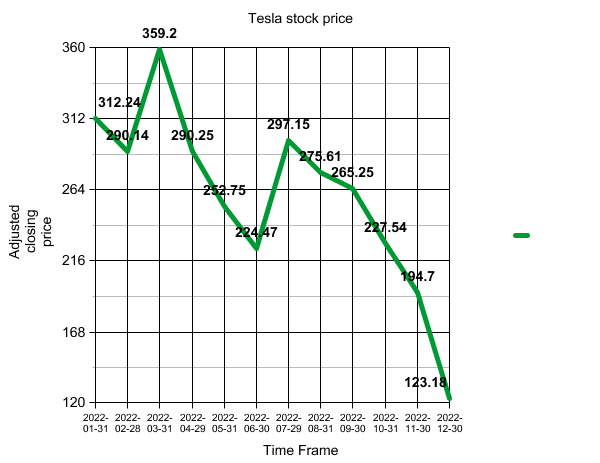 Tesla stock price
359.2
360
312.24
312
297.15
290.14
290.25
275.61
265.25
264
252.75
224.47
227.54
216
194.7
168
123.18
120
Adjusted
closing
price
2022- 2022- 2022- 2022- 2022- 2022- 2022- 2022- 2022- 2022- 2022- 2022-
01-31 02-28 03-31 04-29 05-31 06-30 07-29 08-31 09-30 10-31 11-30 12-30
Time Frame